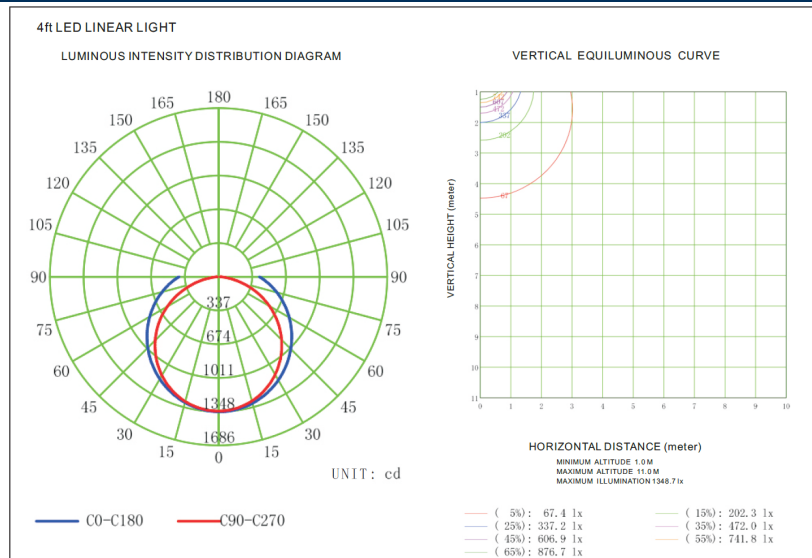 4ft LED LINEAR LIGHT
LUMINOUS INTENSITY DISTRIBUTION DIAGRAM
180
165 165
150 150
135 135
120 120
105 105
90 90
75 75
60 60
45 45
30 30
15 15
0
337
674
1011
1348
1686
UNIT: cd
C0-C180
C90-C270
VERTICAL EQUILUMINOUS CURVE
VERTICAL HEIGHT (meter)
1
2
3
4
5
6
7
8
9
10
11
607
472
337
202
67
0 1 2 3 4 5 6 7 8 9 10
HORIZONTAL DISTANCE (meter)
MINIMUM ALTITUDE 1.0M
MAXIMUM ALTITUDE 11.0M
MAXIMUM ILLUMINATION 1348.7 lx
( 5%): 67.4 lx
( 15%): 202.3 lx
( 25%): 337.2 lx
( 35%): 472.0 lx
( 45%): 606.9 lx
( 55%): 741.8 lx
( 65%): 876.7 lx